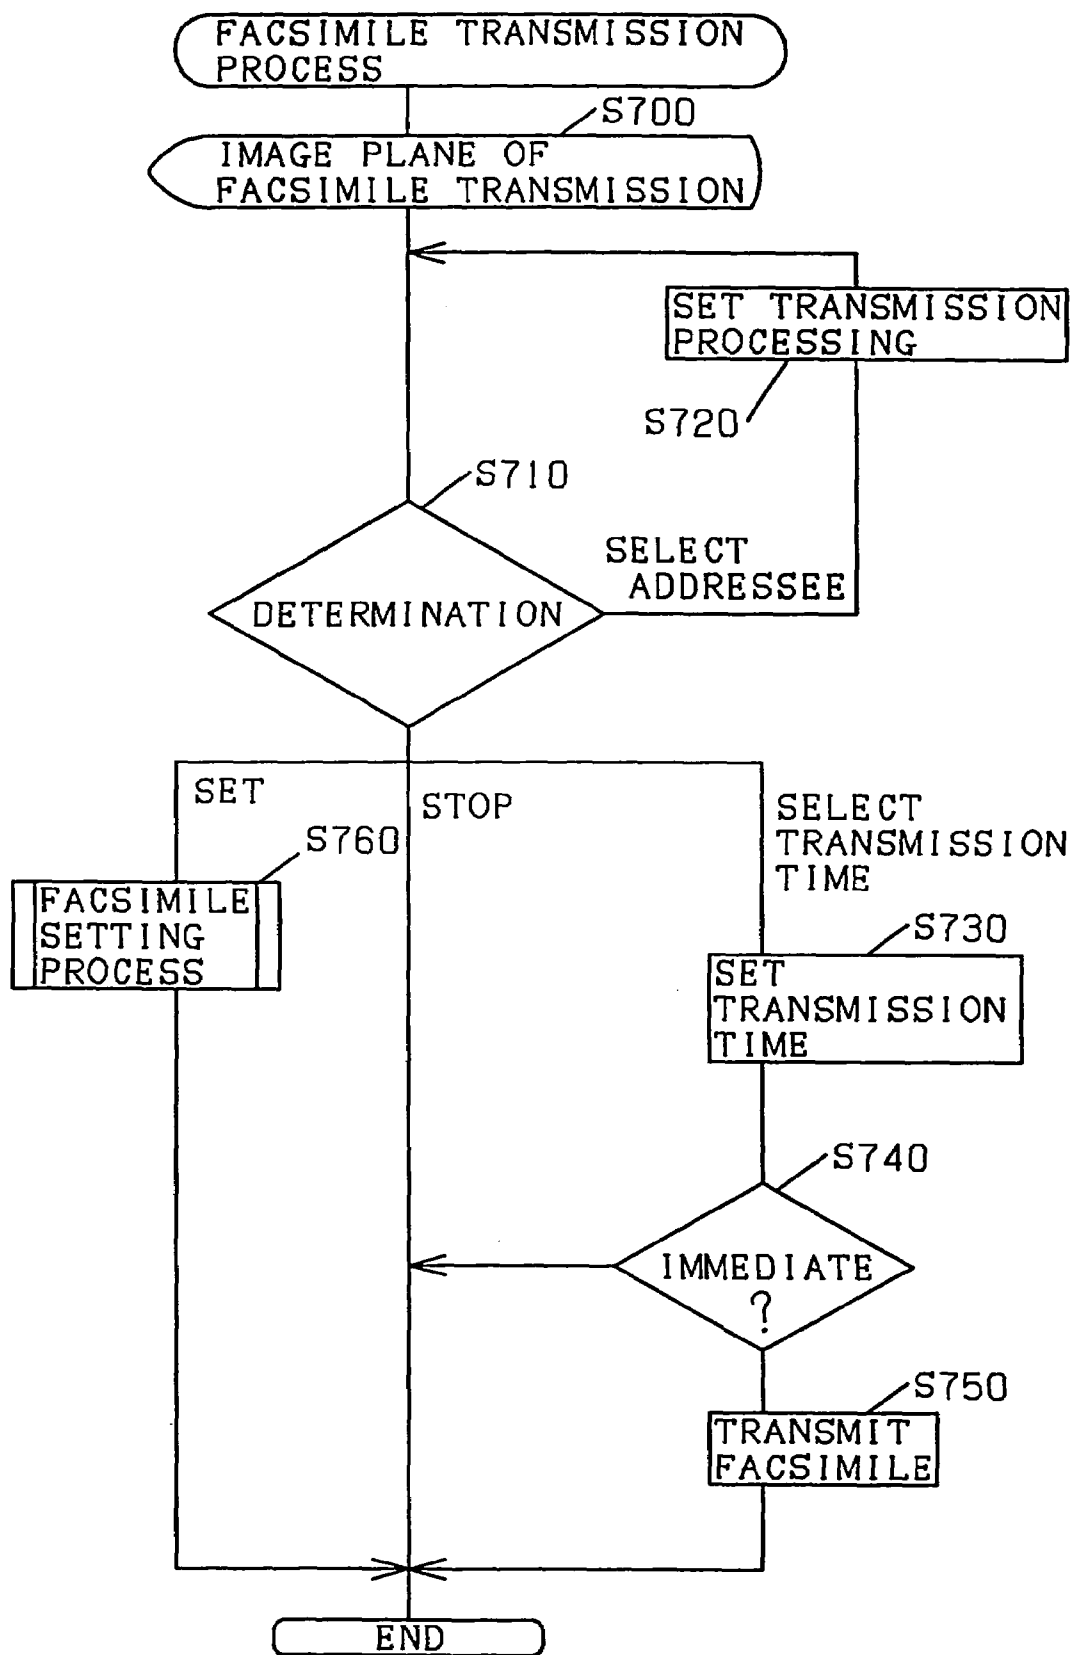 FACSIMILE TRANSMISSION
PROCESS
S700
IMAGE PLANE OF
FACSIMILE TRANSMISSION
SET TRANSMISSION
PROCESSING
S720
S710
SELECT
ADDRESSEE
DETERMINATION
SET
STOP
SELECT
TRANSMISSION
TIME
S760
FACSIMILE
SETTING
PROCESS
S730
SET
TRANSMISSION
TIME
S740
IMMEDIATE
?
S750
TRANSMIT
FACSIMILE
END